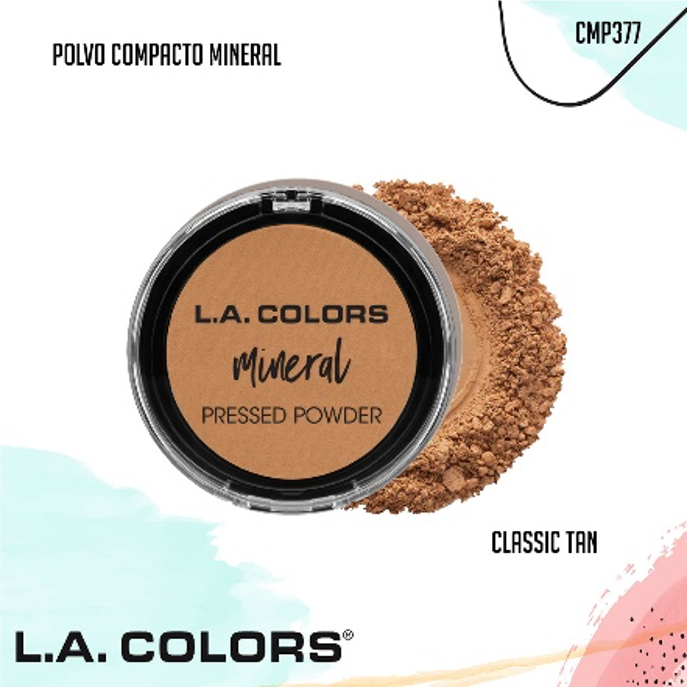 POLVO COMPACTO MINERAL
CMP377
L.A. COLORS
mineral
PRESSED POWDER
CLASSIC TAN
L.A. COLORS®